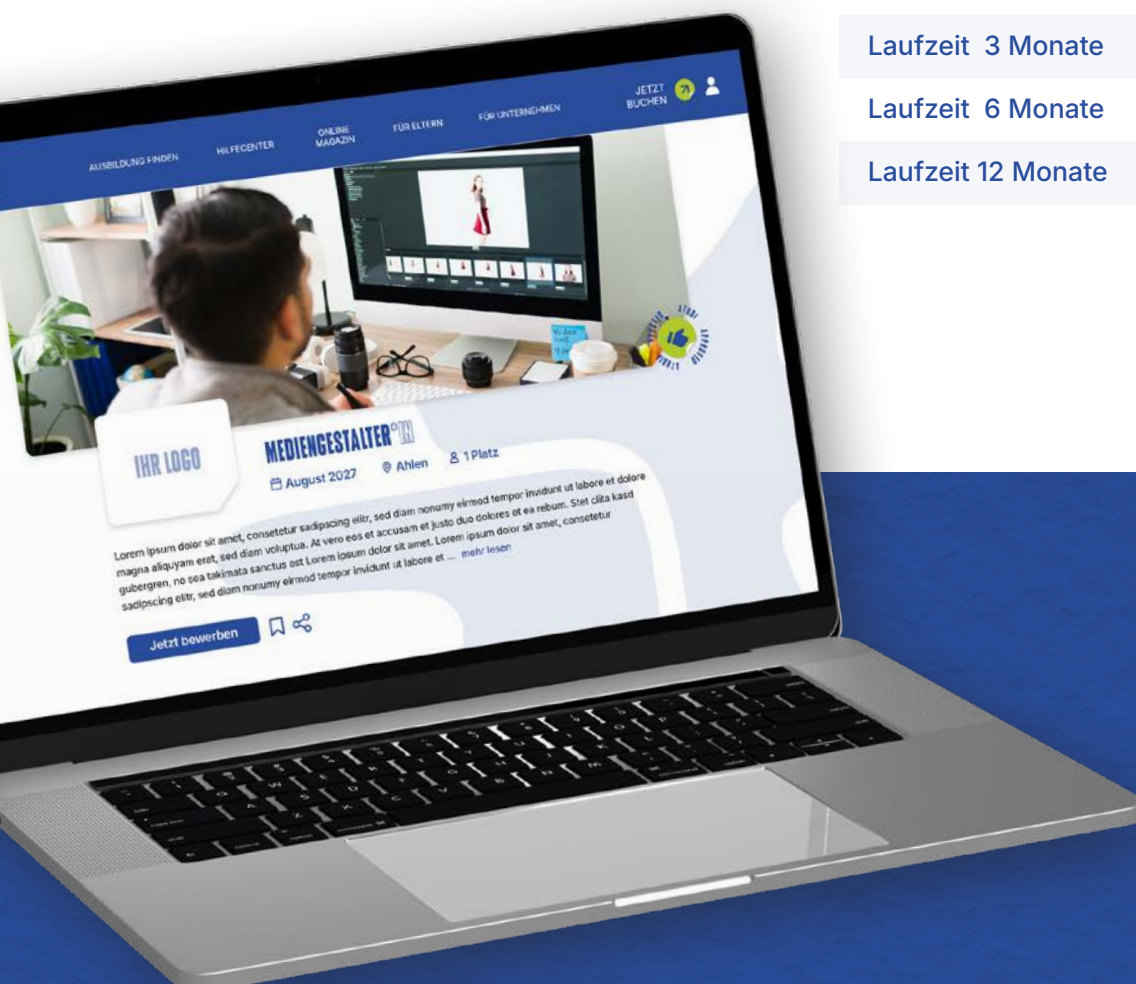 Laufzeit 3 Monate
Laufzeit 6 Monate
Laufzeit 12 Monate
AUSBILDUNG FINDEN
HILFECENTER
ONLINE
MAGAZIN
FÜR ELTERN
FÜR UNTERNEHMEN
JETZT
BUCHEN
IHR LOGO
MEDIENGESTALTER*IN
August 2027
Ahlen
1 Platz
Lorem ipsum dolor sit amet, consetetur sadipscing elitr, sed diam nonumy eirmod tempor invidunt ut labore et dolore
magna aliquyam erat, sed diam voluptua. At vero eos et accusam et justo duo dolores et ea rebum. Stet clita kasd
gubergren, no sea takimata sanctus est Lorem ipsum dolor sit amet. Lorem ipsum dolor sit amet, consetetur
sadipscing elitr, sed diam nonumy eirmod tempor invidunt ut labore et ... mehr lesen
Jetzt bewerben